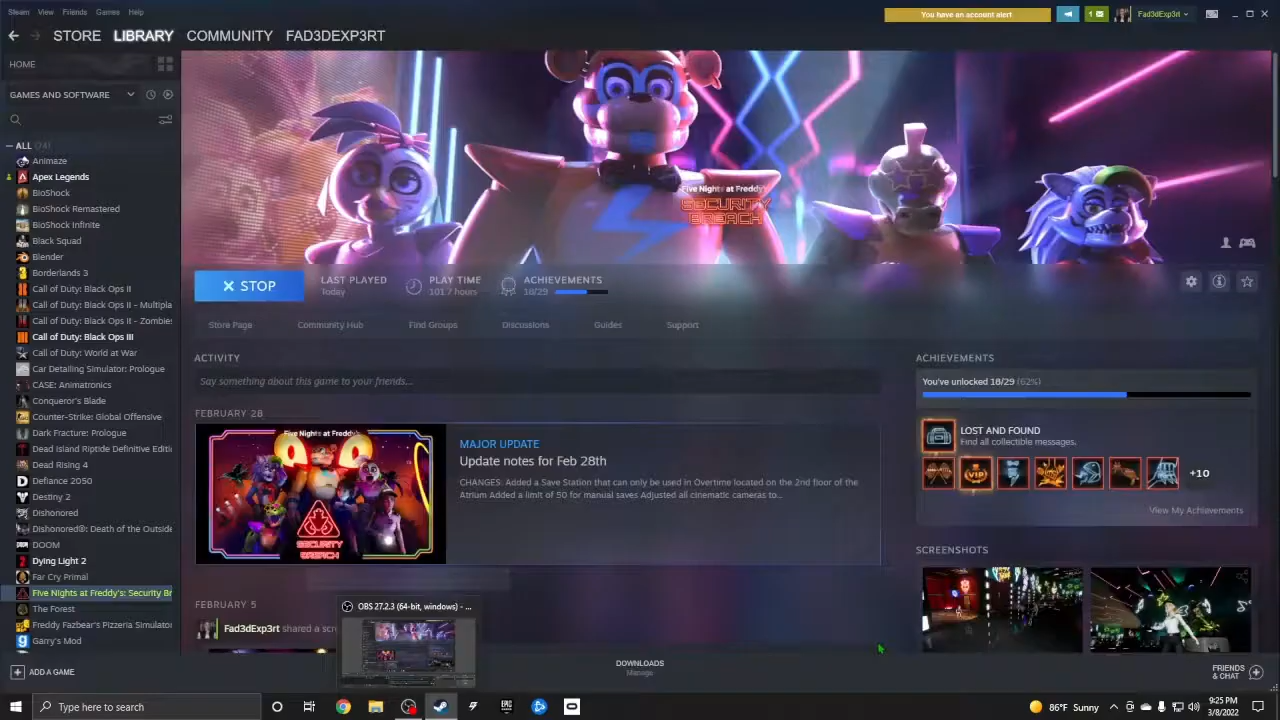 Steam View Friends Games Help
You have an account alert
1
Fad3dExp3rt
STORE LIBRARY COMMUNITY FAD3DEXP3RT
HOME
GAMES AND SOFTWARE
ALL
Animaze
Apex Legends
BioShock
BioShock Remastered
BioShock Infinite
Black Squad
Blender
Borderlands 3
Call of Duty: Black Ops II
Call of Duty: Black Ops II - Multipla
Call of Duty: Black Ops II - Zombies
Call of Duty: Black Ops III
Call of Duty: World at War
Car Detailing Simulator: Prologue
CASE: Animatronics
Conqueror's Blade
Counter-Strike: Global Offensive
Dark Fracture: Prologue
Dead Island Riptide Definitive Editi
Dead Rising 4
Defiance 2050
Destiny 2
Dishonored
Dishonored®: Death of the Outside
DOOM
Dying Light 2
Far Cry Primal
Five Nights at Freddy's: Security Br
The Forest
Freddy Fazbear's Pizzeria Simulator
Garry's Mod
ADD A GAME
Five Nights at Freddy's
SECURITY
BREACH
STOP
LAST PLAYED
Today
PLAY TIME
101.7 hours
ACHIEVEMENTS
18/29
Store Page Community Hub Find Groups Discussions Guides Support
ACTIVITY
Say something about this game to your friends...
FEBRUARY 28
Five Nights at Freddy's
SECURITY
BREACH
MAJOR UPDATE
Update notes for Feb 28th
CHANGES: Added a Save Station that can only be used in Overtime located on the 2nd floor of the
Atrium Added a limit of 50 for manual saves Adjusted all cinematic cameras to...
FEBRUARY 5
Fad3dExp3rt shared a scr
OBS 27.2.3 (64-bit, windows) - ...
ACHIEVEMENTS
You've unlocked 18/29 (62%)
LOST AND FOUND
Find all collectible messages.
VIP
+10
View My Achievements
SCREENSHOTS
DOWNLOADS
Manage
FRIENDS
& CHAT
Type here to search
EPIC
86°F Sunny
9:25 PM
3/8/2022